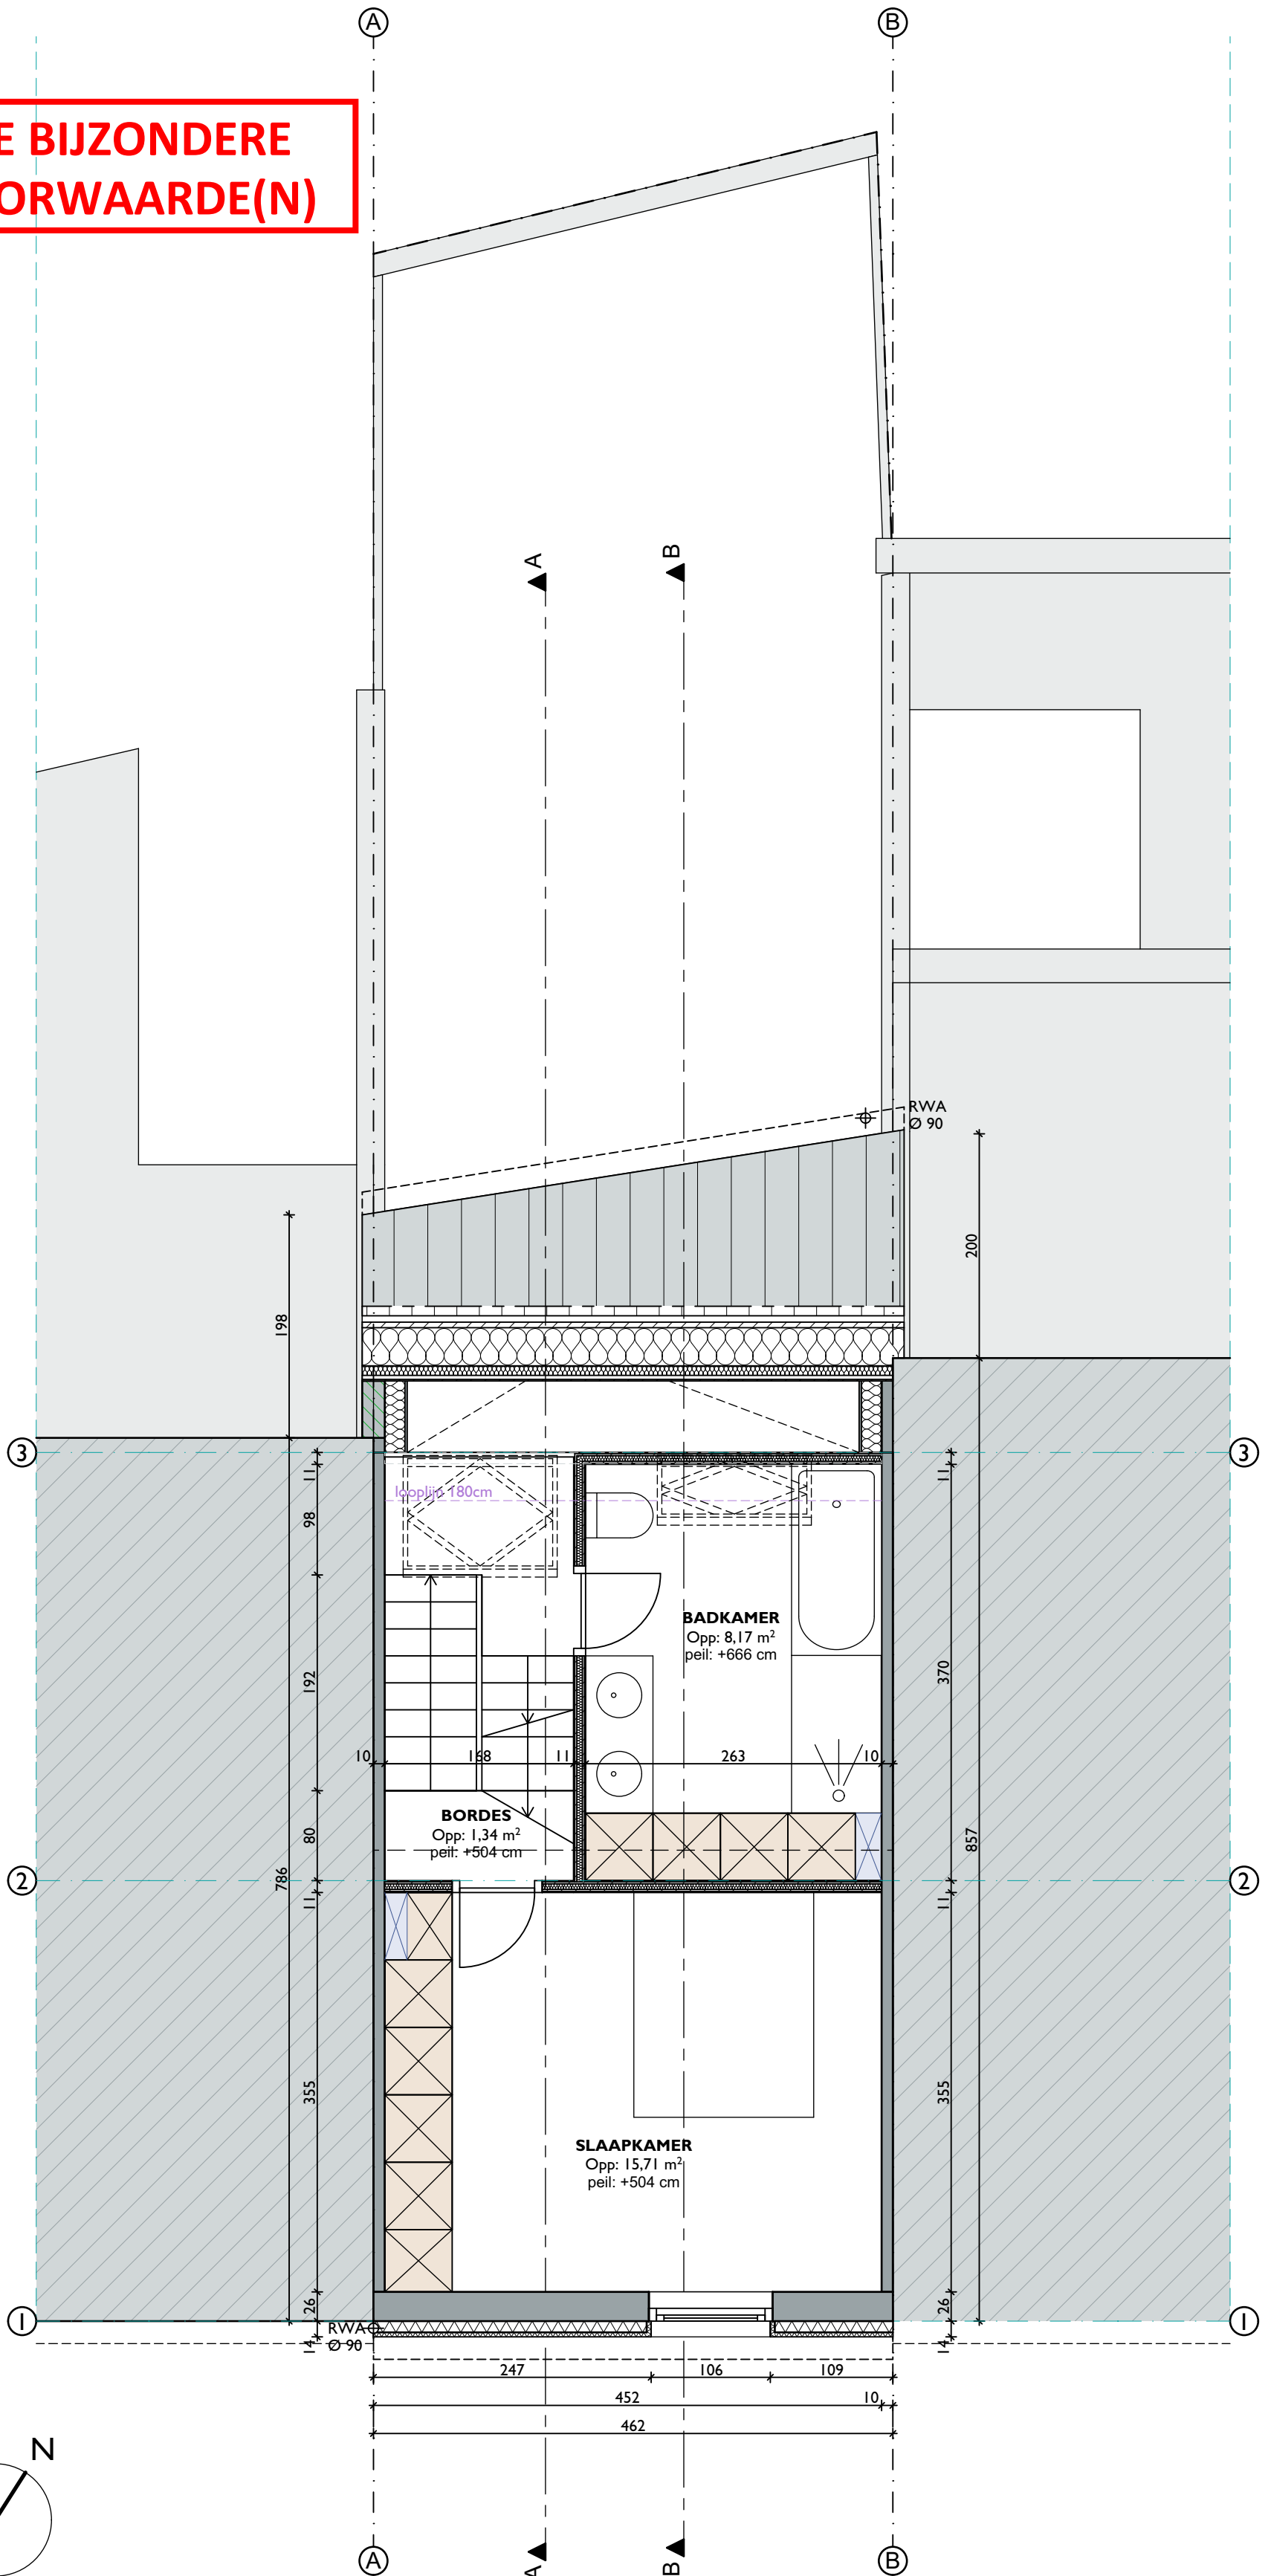 A
B
E BIJZONDERE
ORWAARDE(N)
A
B
RWA
Ø 90
200
198
3
3
11
11
looplijn 180cm
98
BADKAMER
Opp: 8,17 m²
peil: +666 cm
370
192
10
168
11
263
10
BORDES
Opp: 1,34 m²
peil: +504 cm
80
857
786
2
2
11
11
355
355
SLAAPKAMER
Opp: 15,71 m²
peil: +504 cm
26
26
1
1
RWA
Ø 90
14
14
247
106
109
452
10
462
N
A
A
B
B